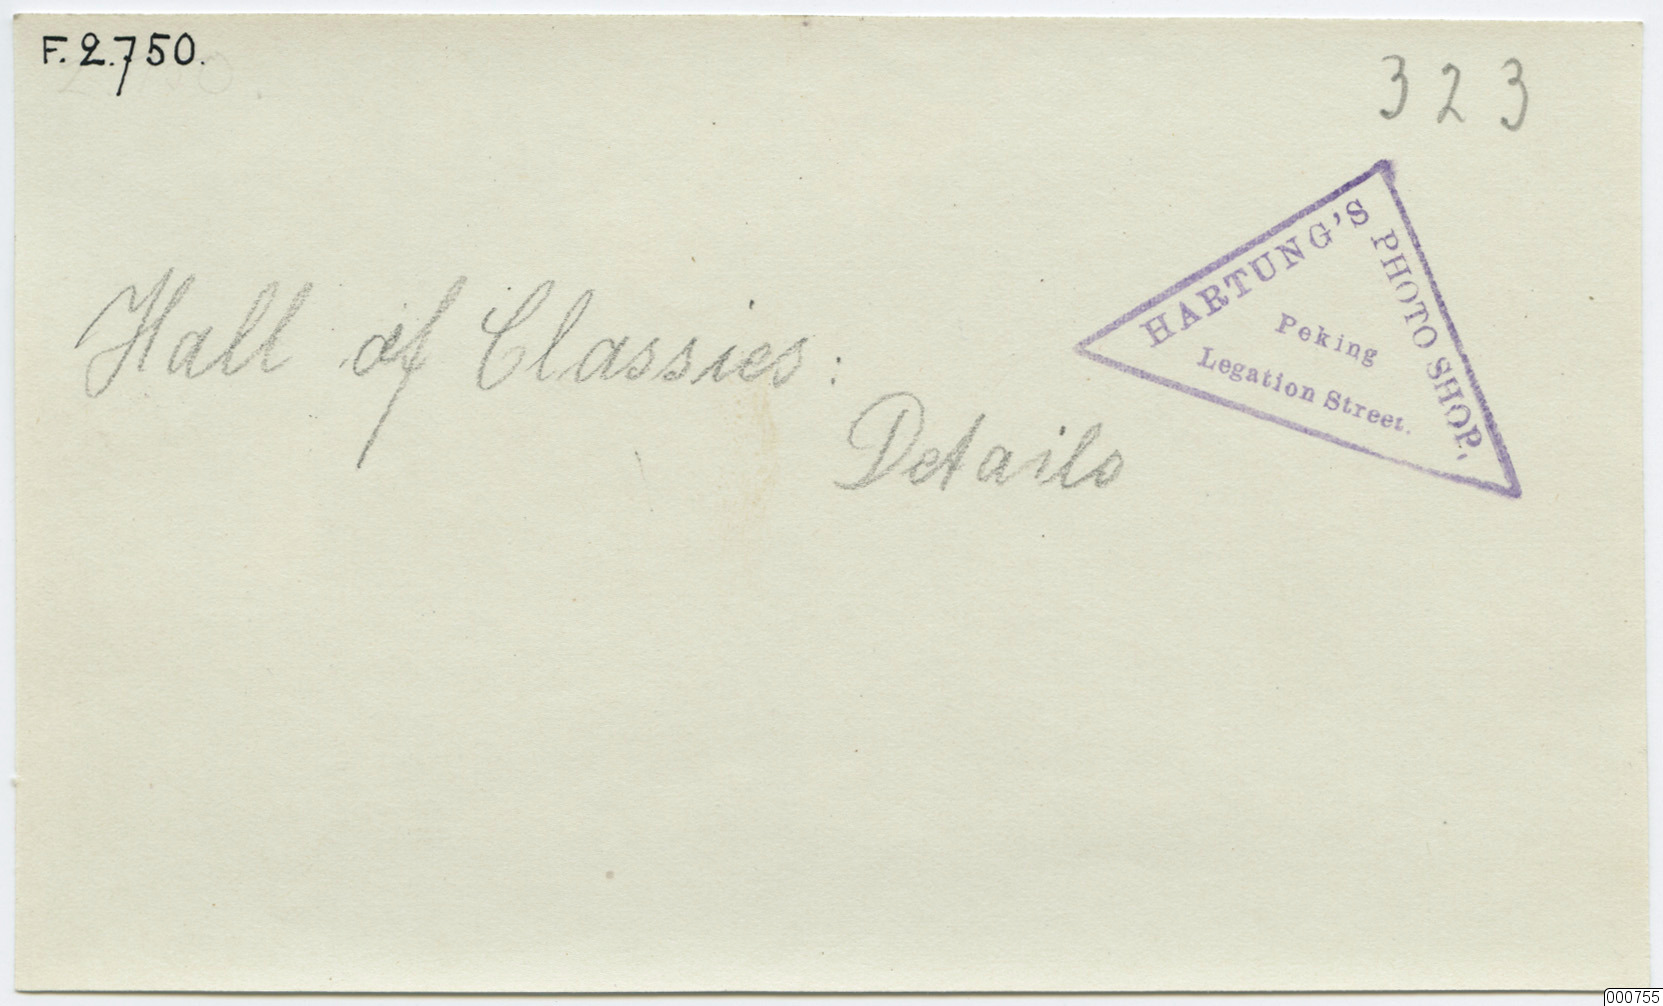 F. 2.750.
323
HARTUNG'S PHOTO SHOP,
Peking
Legation Street.
Hall of Classics:
Details
000755